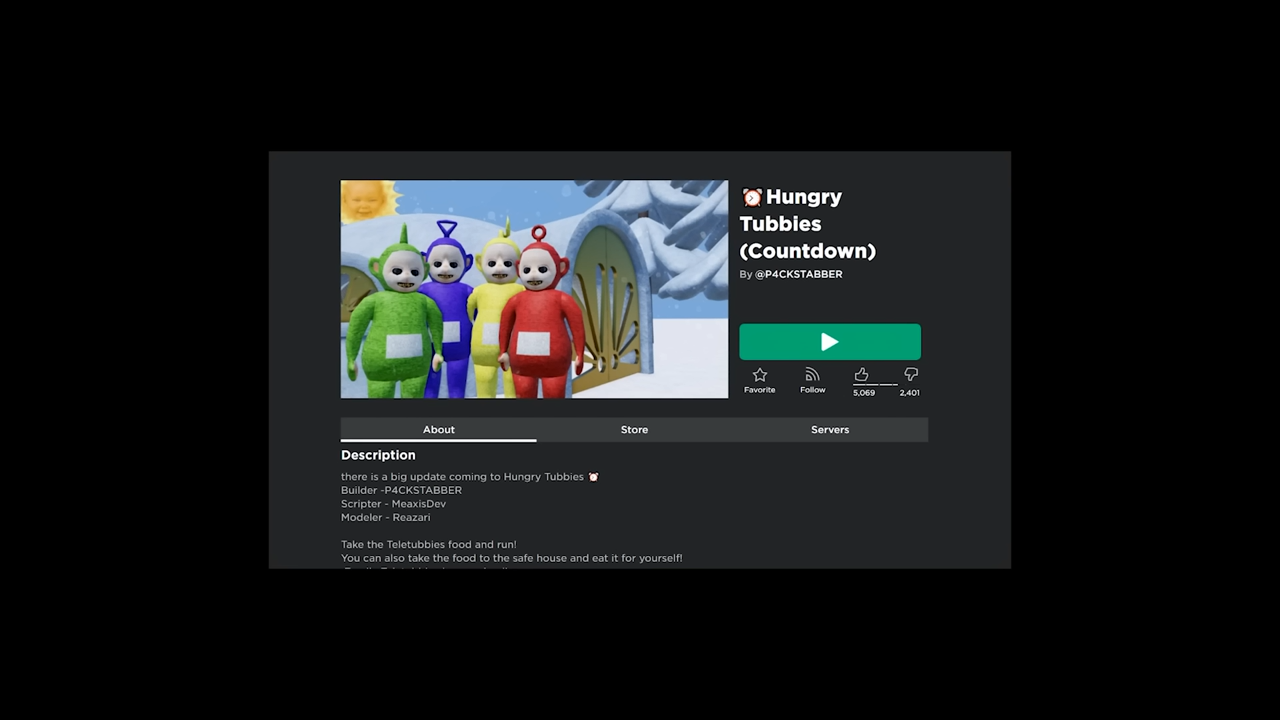 ⏰Hungry
Tubbies
(Countdown)
By @P4CKSTABBER
Favorite
Follow
5,069
2,401
About
Store
Servers
Description
there is a big update coming to Hungry Tubbies ⏰
Builder -P4CKSTABBER
Scripter - MeaxisDev
Modeler - Reazari
Take the Teletubbies food and run!
You can also take the food to the safe house and eat it for yourself!